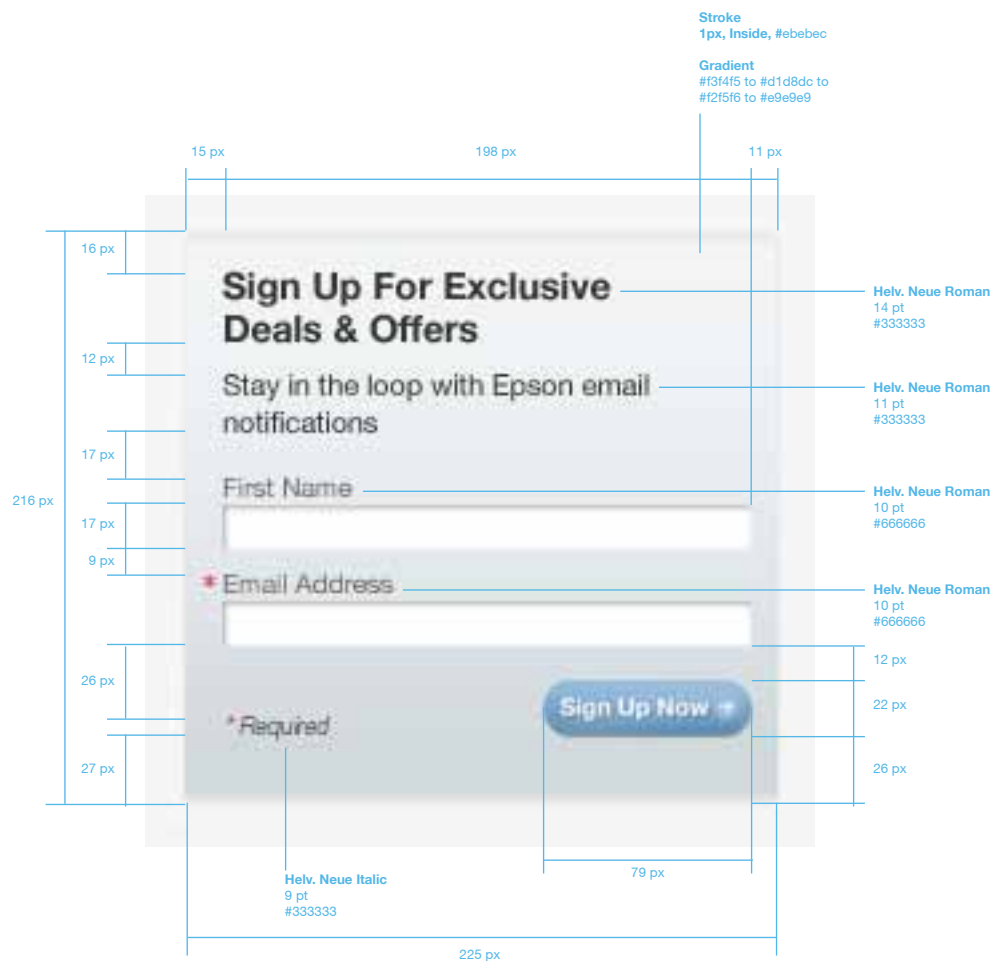 Stroke
1px, Inside, #ebebec
Gradient
#f3f4f5 to #d1d8dc to
#f2f5f6 to #e9e9e9
15 px
198 px
11 px
16 px
12 px
17 px
216 px
17 px
9 px
26 px
27 px
Sign Up For Exclusive
Deals & Offers
Stay in the loop with Epson email
notifications
First Name
* Email Address
* Required
Sign Up Now →
Helv. Neue Roman
14 pt
#333333
Helv. Neue Roman
11 pt
#333333
Helv. Neue Roman
10 pt
#666666
Helv. Neue Roman
10 pt
#666666
12 px
22 px
26 px
79 px
Helv. Neue Italic
9 pt
#333333
225 px